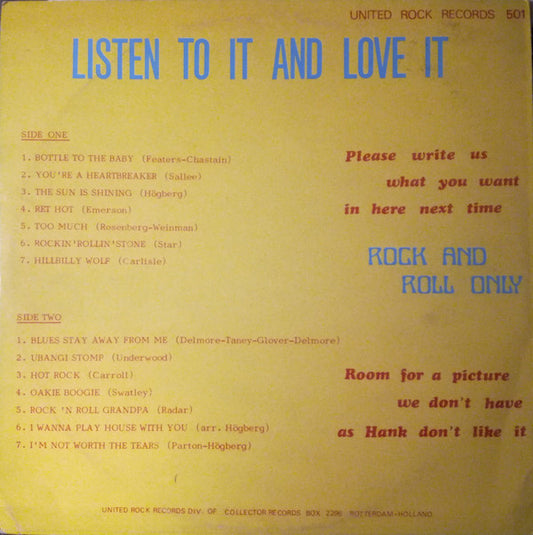 UNITED ROCK RECORDS 501
LISTEN TO IT AND LOVE IT
SIDE ONE
1. BOTTLE TO THE BABY (Featers-Chastain)
2. YOU'RE A HEARTBREAKER (Sallee)
3. THE SUN IS SHINING (Högberg)
4. RET HOT (Emerson)
5. TOO MUCH (Rosenberg-Weinman)
6. ROCKIN'ROLLIN'STONE (Star)
7. HILLBILLY WOLF (Carlisle)
Please write us
what you want
in here next time
ROCK AND
ROLL ONLY
SIDE TWO
1. BLUES STAY AWAY FROM ME (Delmore-Taney-Glover-Delmore)
2. UBANGI STOMP (Underwood)
3. HOT ROCK (Carroll)
4. OAKIE BOOGIE (Swatley)
5. ROCK 'N ROLL GRANDPA (Radar)
6. I WANNA PLAY HOUSE WITH YOU (arr. Högberg)
7. I'M NOT WORTH THE TEARS (Parton-Högberg)
Room for a picture
we don't have
as Hank don't like it
UNITED ROCK RECORDS DIV. OF COLLECTOR RECORDS BOX 2296 ROTTERDAM-HOLLAND